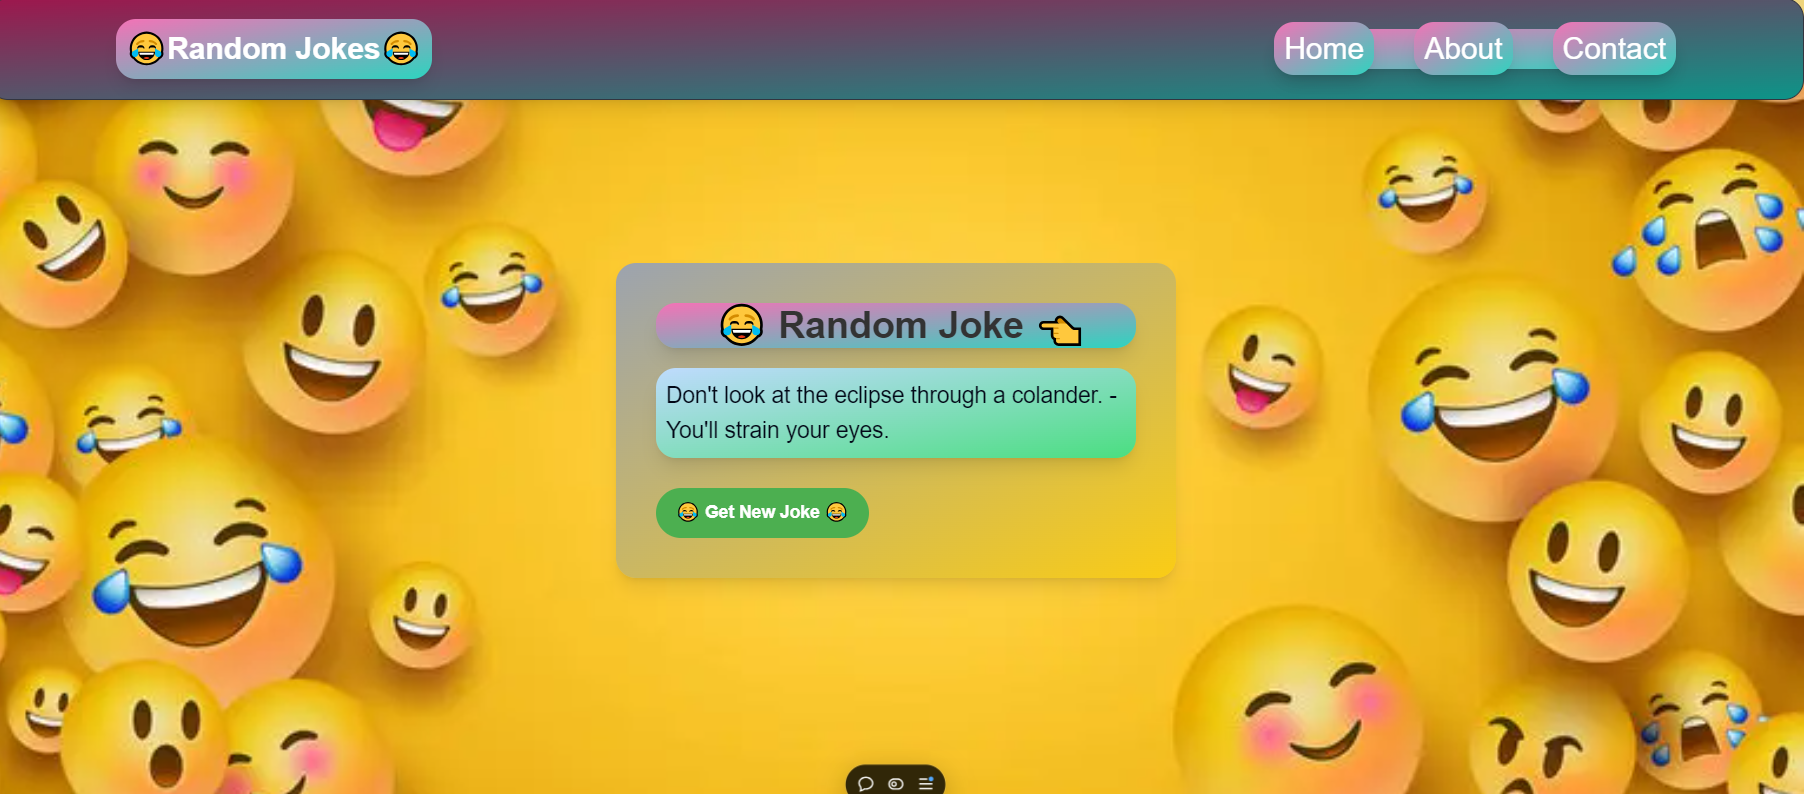 😂Random Jokes😂
Home About Contact
😂 Random Joke 👈
Don't look at the eclipse through a colander. -
You'll strain your eyes.
😂 Get New Joke 😂